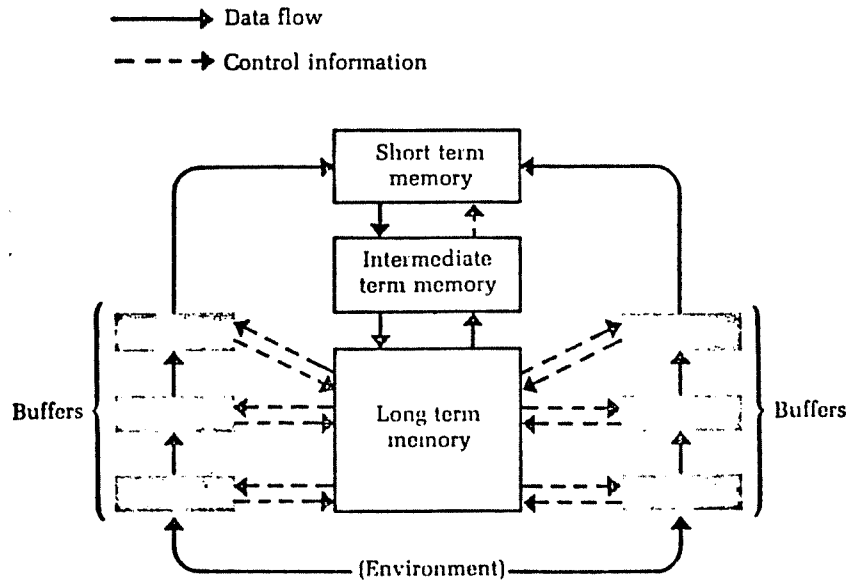 Data flow
Control information
Short term
memory
Intermediate
term memory
Long term
memory
Buffers
Buffers
(Environment)